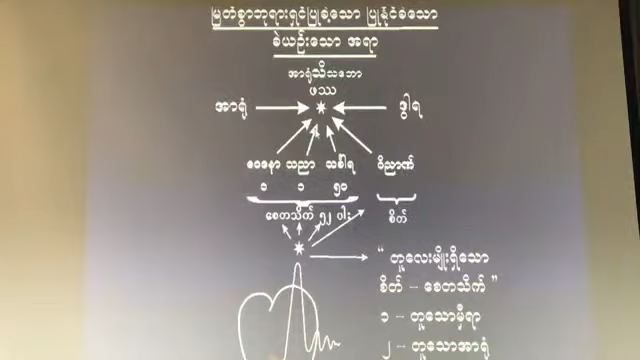 မြတ်စွာဘုရားရှင်ပြုခဲ့သော ပြုနိုင်ခဲသော
ခဲယဉ်းသော အရာ
အာရုံသိသဘော
ဖဿ
အာရုံ ဒွါရ
ဝေဒနာ သညာ သင်္ခါရ ဝိညာဏ်
၁ ၁ ၅၀
စေတသိက် ၅၂ ပါး စိတ်
“ တူလေးမျိုးရှိသော
စိတ် – စေတသိက် ”
၁ – တူသောမှီရာ
၂ – တူသောအာရုံ